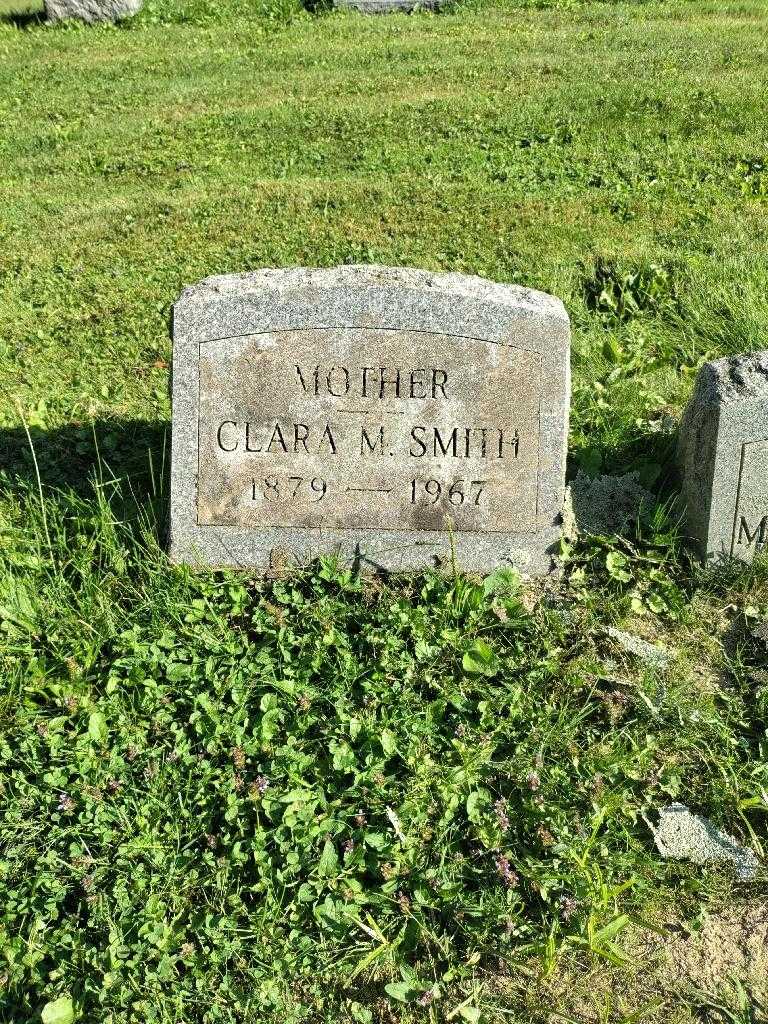 MOTHER
CLARA M. SMITH
1879 — 1967
M